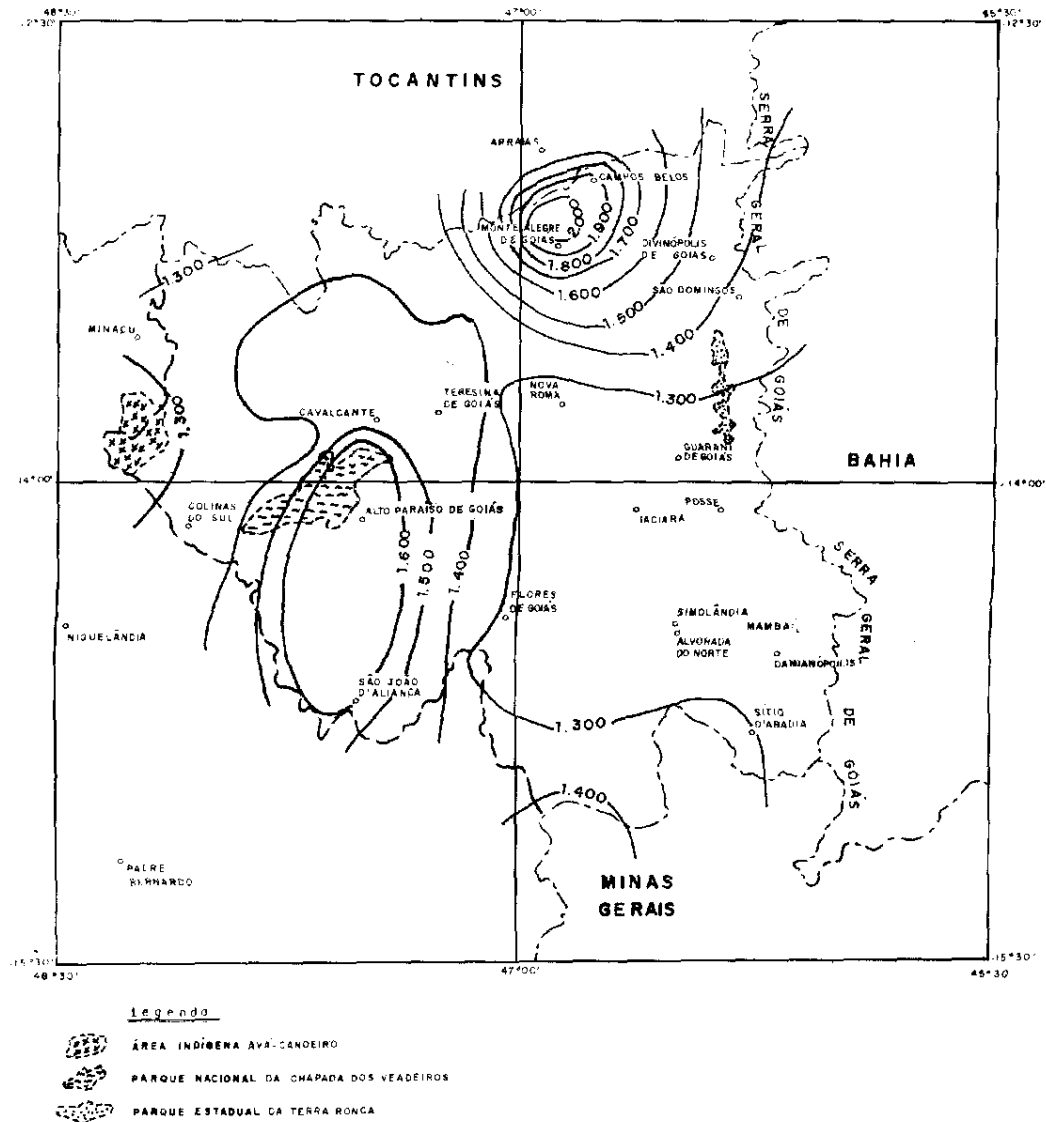 48°30' 47°00' 45°30'
12°30' 12°30'
TOCANTINS
SERRA GERAL DE GOIÁS
ARRAIAS
CAMPOS BELOS
2.000
1.900
1.800
1.700
MONTE ALEGRE
DE GOIÁS
DIVINÓPOLIS
DE GOIÁS
1.300
1.600
SÃO DOMINGOS
1.500
1.400
MINAÇU
1.300
TERESINA
DE GOIÁS
NOVA
ROMA
1.300
CAVALCANTE
GUARANI
DE GOIÁS
BAHIA
14°00' 14°00'
COLINAS
DO SUL
ALTO PARAÍSO DE GOIÁS
IACIARA
POSSE
1.600
1.500
1.400
SERRA GERAL DE GOIÁS
FLORES
DE GOIÁS
NIQUELÂNDIA
SIMOLÂNDIA
MAMBAÍ
ALVORADA
DO NORTE
DAMIANÓPOLIS
SÃO JOÃO
D'ALIANÇA
SÍTIO
D'ABADIA
1.300
1.400
PADRE
BERNARDO
MINAS
GERAIS
15°30' 15°30'
48°30' 47°00' 45°30'
legenda
ÁREA INDÍGENA AVÁ-CANOEIRO
PARQUE NACIONAL DA CHAPADA DOS VEADEIROS
PARQUE ESTADUAL DA TERRA RONCA